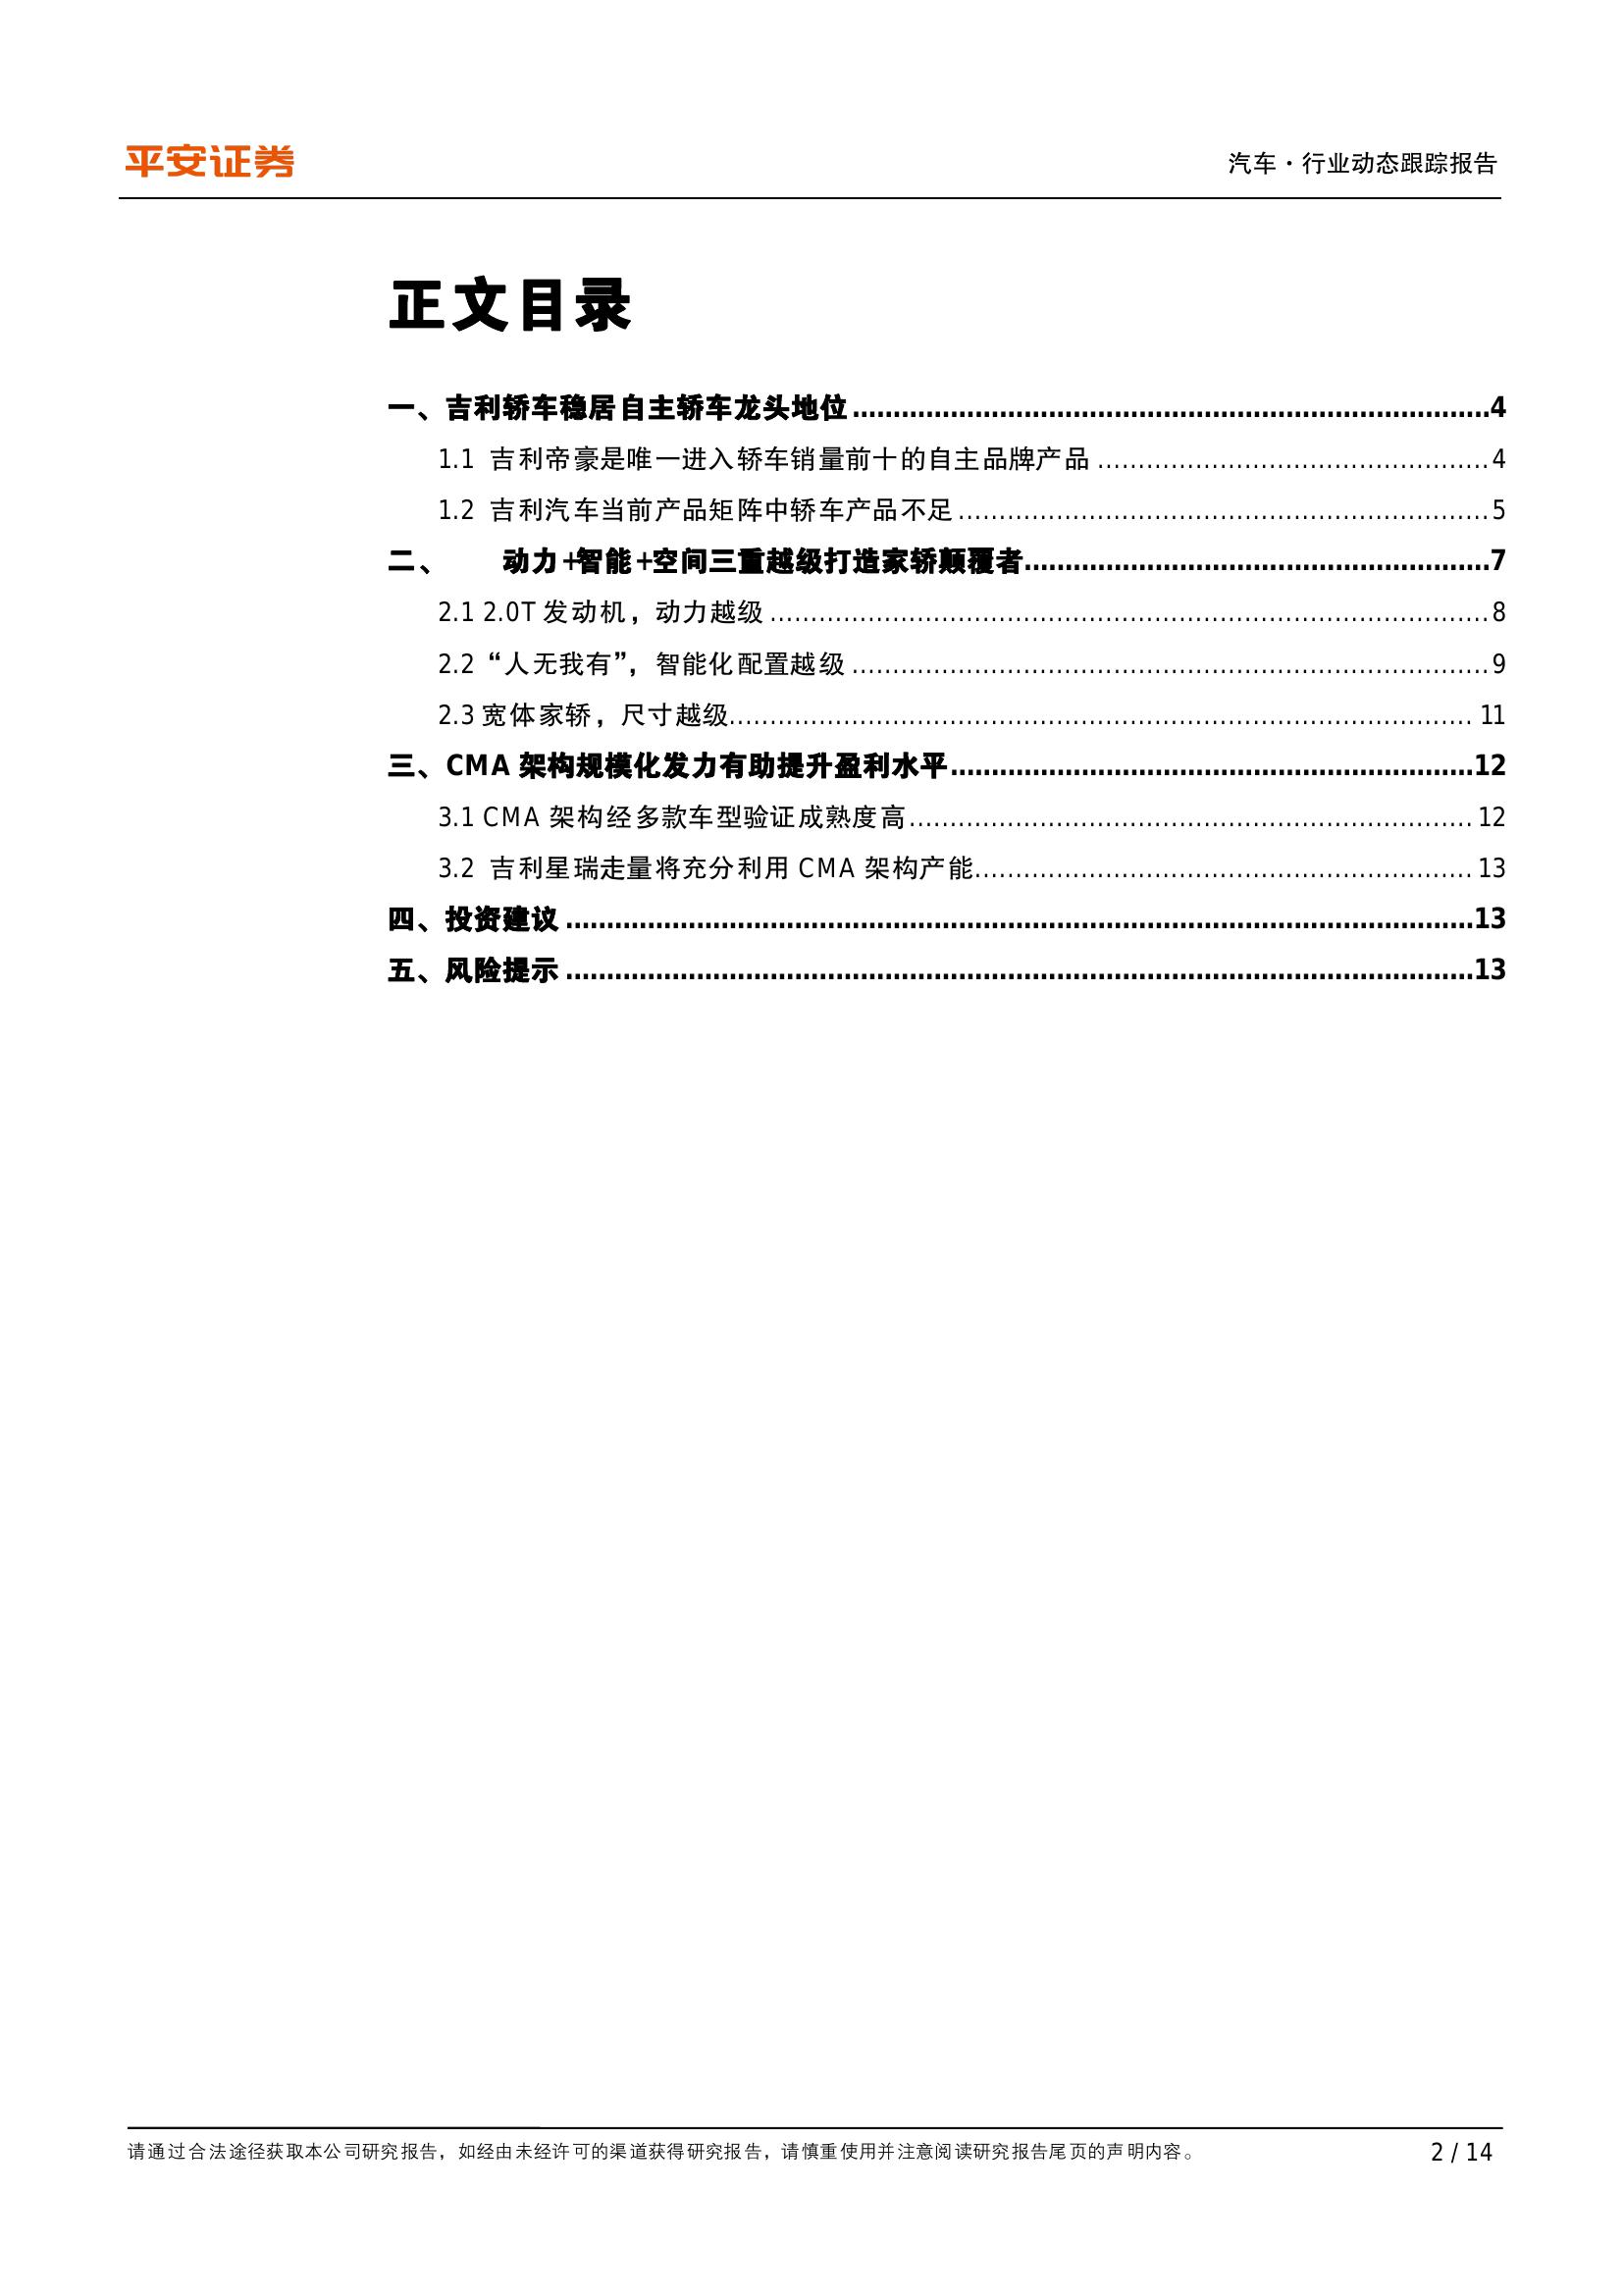 平安证券
汽车·行业动态跟踪报告
正文目录
一、吉利轿车稳居自主轿车龙头地位........................................4
1.1 吉利帝豪是唯一进入轿车销量前十的自主品牌产品........................................4
1.2 吉利汽车当前产品矩阵中轿车产品不足........................................5
二、 动力+智能+空间三重越级打造家轿颠覆者........................................7
2.1 2.0T 发动机，动力越级........................................8
2.2 “人无我有”，智能化配置越级........................................9
2.3 宽体家轿，尺寸越级........................................11
三、CMA 架构规模化发力有助提升盈利水平........................................12
3.1 CMA 架构经多款车型验证成熟度高........................................12
3.2 吉利星瑞走量将充分利用 CMA 架构产能........................................13
四、投资建议........................................13
五、风险提示........................................13
请通过合法途径获取本公司研究报告，如经由未经许可的渠道获得研究报告，请慎重使用并注意阅读研究报告尾页的声明内容。
2 / 14